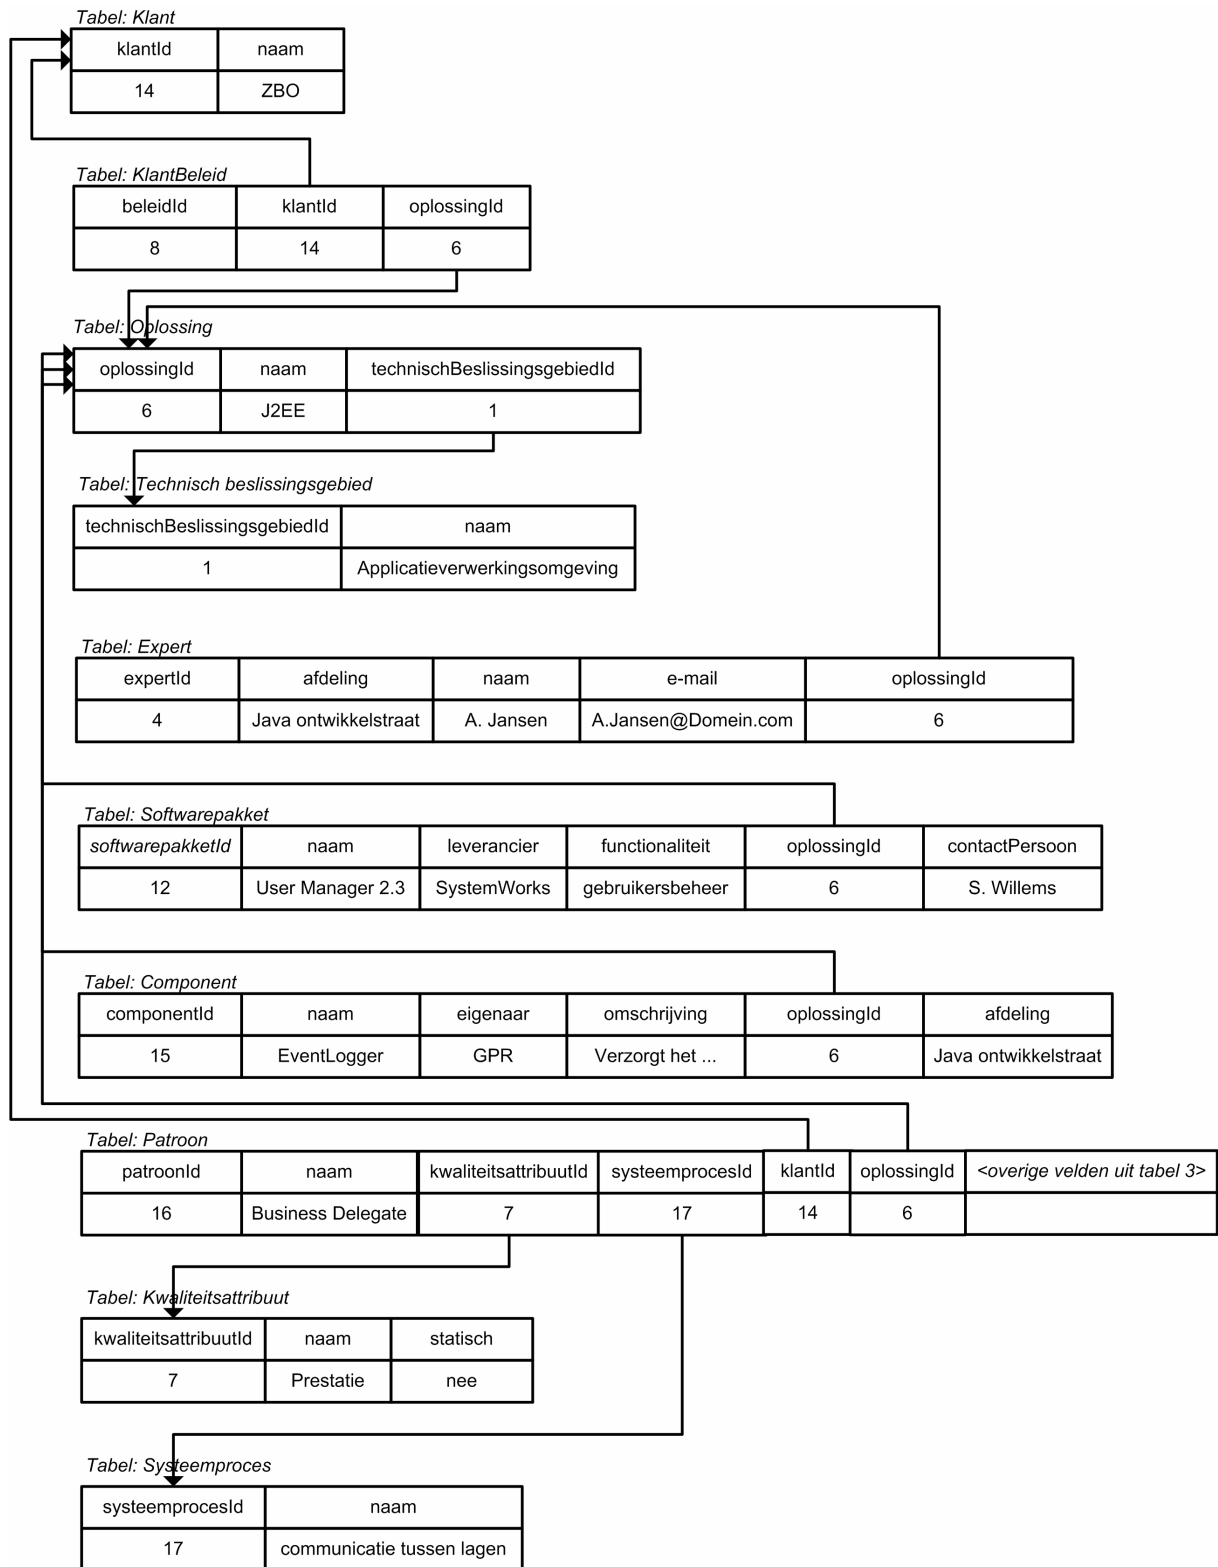 Tabel: Klant
klantId naam
14 ZBO
Tabel: KlantBeleid
beleidId klantId oplossingId
8 14 6
Tabel: Oplossing
oplossingId naam technischBeslissingsgebiedId
6 J2EE 1
Tabel: Technisch beslissingsgebied
technischBeslissingsgebiedId naam
1 Applicatieverwerkingsomgeving
Tabel: Expert
expertId afdeling naam e-mail oplossingId
4 Java ontwikkelstraat A. Jansen A.Jansen@Domein.com 6
Tabel: Softwarepakket
softwarepakketId naam leverancier functionaliteit oplossingId contactPersoon
12 User Manager 2.3 SystemWorks gebruikersbeheer 6 S. Willems
Tabel: Component
componentId naam eigenaar omschrijving oplossingId afdeling
15 EventLogger GPR Verzorgt het ... 6 Java ontwikkelstraat
Tabel: Patroon
patroonId naam kwaliteitsattribuutId systeemprocesId klantId oplossingId <overige velden uit tabel 3>
16 Business Delegate 7 17 14 6
Tabel: Kwaliteitsattribuut
kwaliteitsattribuutId naam statisch
7 Prestatie nee
Tabel: Systeemproces
systeemprocesId naam
17 communicatie tussen lagen